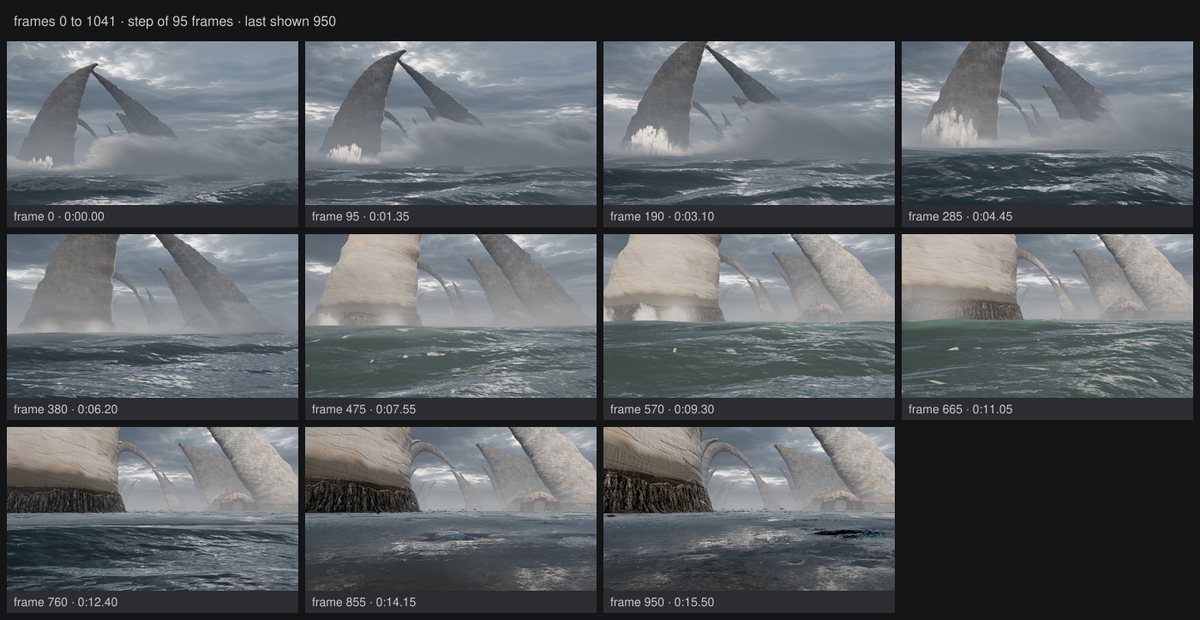 frames 0 to 1041 · step of 95 frames · last shown 950
frame 0 · 0:00.00
frame 95 · 0:01.35
frame 190 · 0:03.10
frame 285 · 0:04.45
frame 380 · 0:06.20
frame 475 · 0:07.55
frame 570 · 0:09.30
frame 665 · 0:11.05
frame 760 · 0:12.40
frame 855 · 0:14.15
frame 950 · 0:15.50